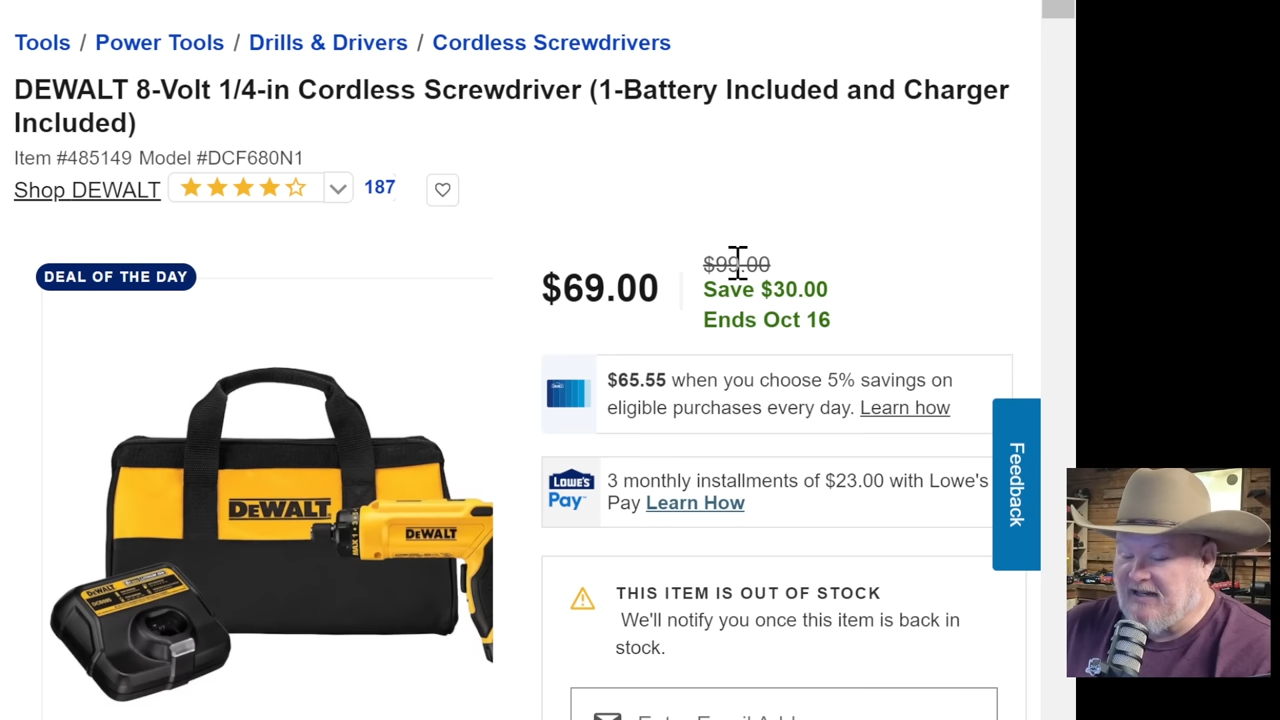 Tools / Power Tools / Drills & Drivers / Cordless Screwdrivers
DEWALT 8-Volt 1/4-in Cordless Screwdriver (1-Battery Included and Charger
Included)
Item #485149 Model #DCF680N1
Shop DEWALT
187
DEAL OF THE DAY
$69.00
$99.00
Save $30.00
Ends Oct 16
$65.55 when you choose 5% savings on
eligible purchases every day. Learn how
LOWE'S
Pay
3 monthly installments of $23.00 with Lowe's
Pay Learn How
Feedback
DEWALT
DEWALT
DEWALT
THIS ITEM IS OUT OF STOCK
We'll notify you once this item is back in
stock.